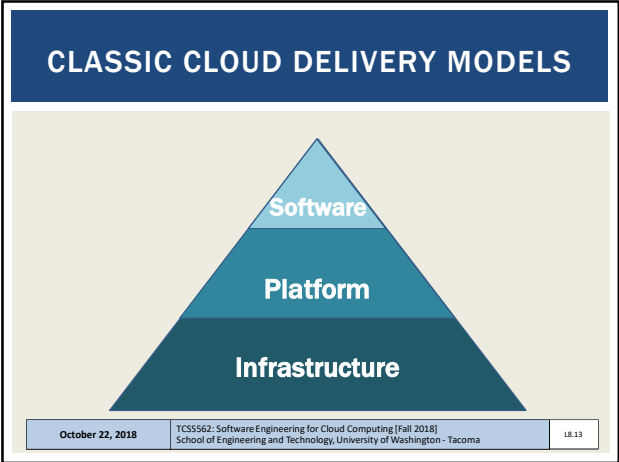 CLASSIC CLOUD DELIVERY MODELS
Software
Platform
Infrastructure
October 22, 2018
TCSS562: Software Engineering for Cloud Computing [Fall 2018]
School of Engineering and Technology, University of Washington - Tacoma
L8.13